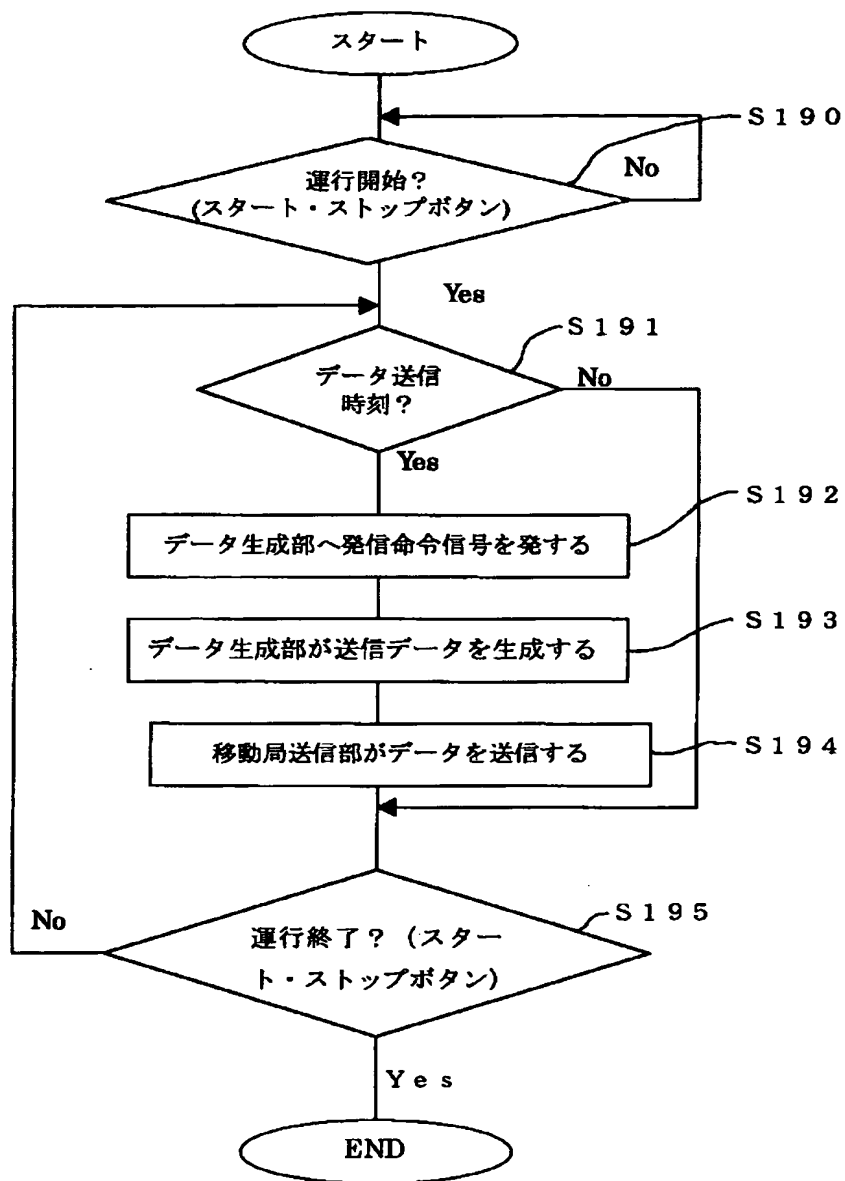 スタート
S190
運行開始?
(スタート・ストップボタン)
No
Yes
S191
データ送信
時刻?
No
Yes
S192
データ生成部へ発信命令信号を発する
S193
データ生成部が送信データを生成する
S194
移動局送信部がデータを送信する
S195
No
運行終了?(スター
ト・ストップボタン)
Yes
END